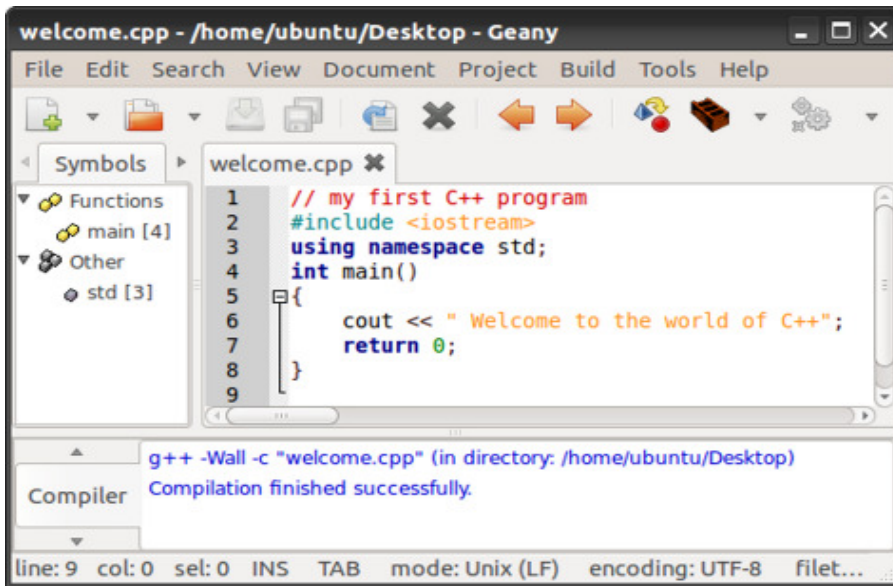 welcome.cpp - /home/ubuntu/Desktop - Geany
File Edit Search View Document Project Build Tools Help
Symbols
welcome.cpp
Functions
main [4]
Other
std [3]
1 // my first C++ program
2 #include <iostream>
3 using namespace std;
4 int main()
5 {
6 cout << " Welcome to the world of C++";
7 return 0;
8 }
9
Compiler
g++ -Wall -c "welcome.cpp" (in directory: /home/ubuntu/Desktop)
Compilation finished successfully.
line: 9 col: 0 sel: 0 INS TAB mode: Unix (LF) encoding: UTF-8 filet...